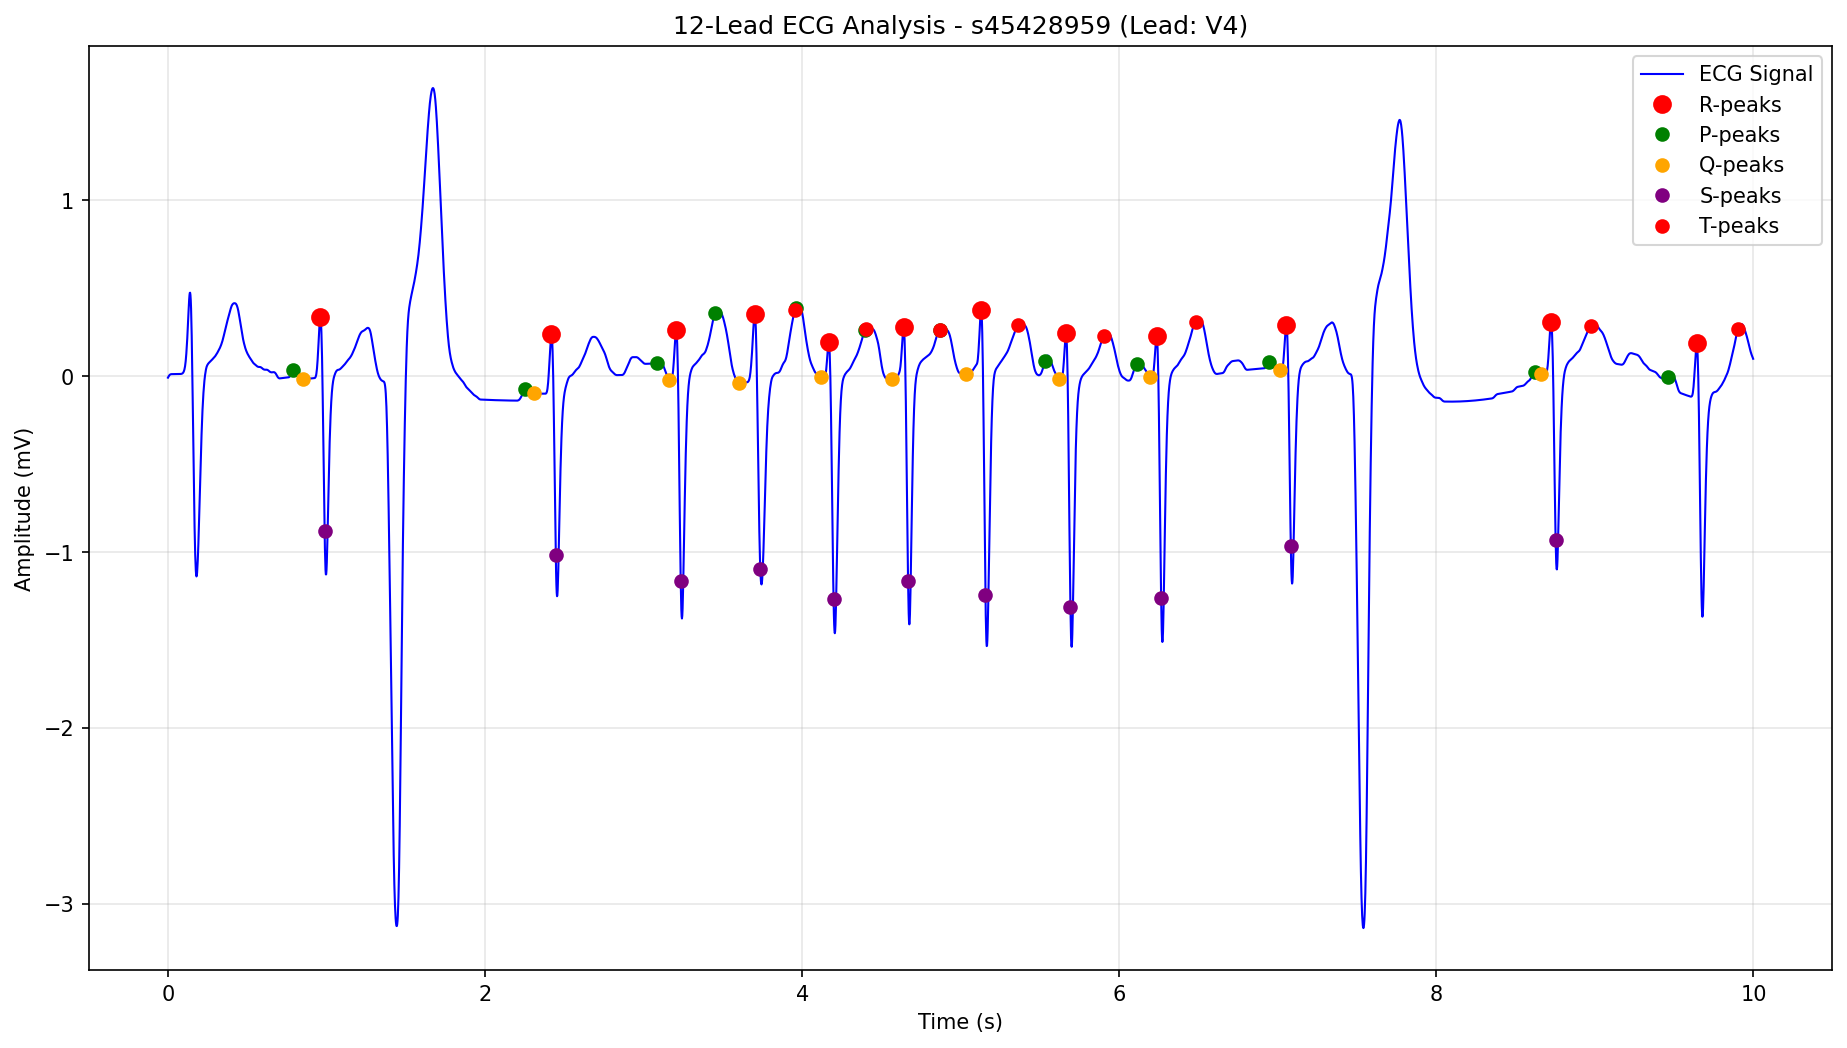 12-Lead ECG Analysis - s45428959 (Lead: V4)
ECG Signal
R-peaks
P-peaks
Q-peaks
S-peaks
T-peaks
Amplitude (mV)
1
0
−1
−2
−3
0 2 4 6 8 10
Time (s)